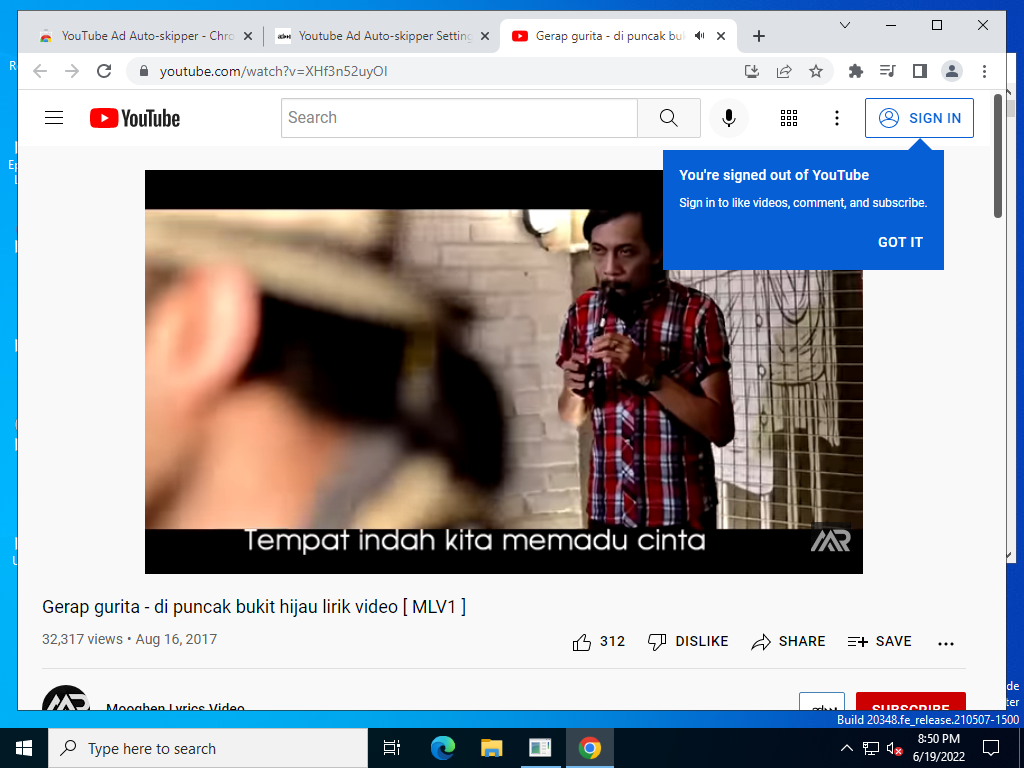 YouTube Ad Auto-skipper - Chro
Youtube Ad Auto-skipper Setting
Gerap gurita - di puncak buk
youtube.com/watch?v=XHf3n52uyOI
YouTube
Search
SIGN IN
You're signed out of YouTube
Sign in to like videos, comment, and subscribe.
GOT IT
Tempat indah kita memadu cinta
MR
Gerap gurita - di puncak bukit hijau lirik video [ MLV1 ]
32,317 views • Aug 16, 2017
312
DISLIKE
SHARE
SAVE
Mooghen Lyrics Video
SUBSCRIBE
Build 20348.fe_release.210507-1500
Type here to search
8:50 PM
6/19/2022